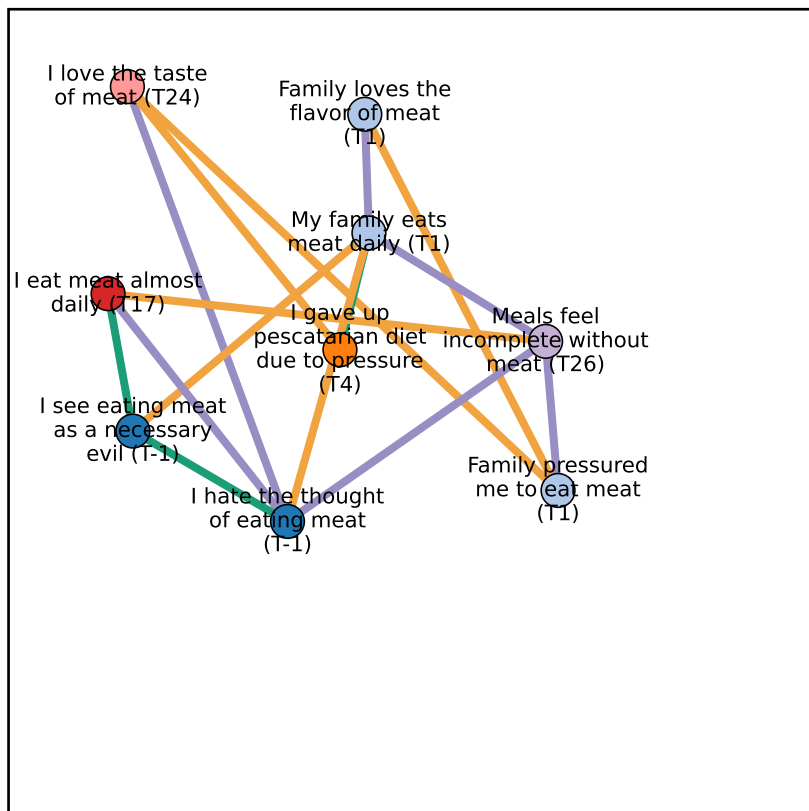 I love the taste
of meat (T24)
Family loves the
flavor of meat
(T1)
My family eats
meat daily (T1)
I eat meat almost
daily (T17)
I gave up
pescatarian diet
due to pressure
(T4)
Meals feel
incomplete without
meat (T26)
I see eating meat
as a necessary
evil (T-1)
Family pressured
me to eat meat
(T1)
I hate the thought
of eating meat
(T-1)